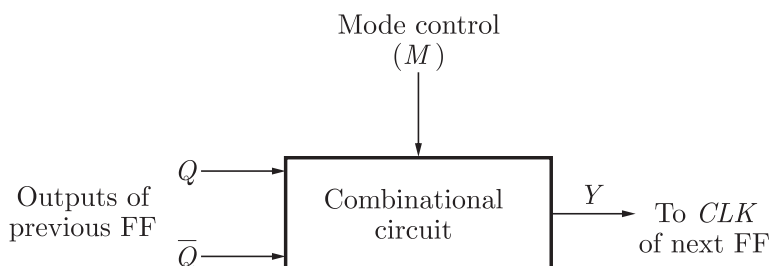 Mode control
(M)
Q
Outputs of
previous FF
Q̅
Combinational
circuit
Y
To CLK
of next FF